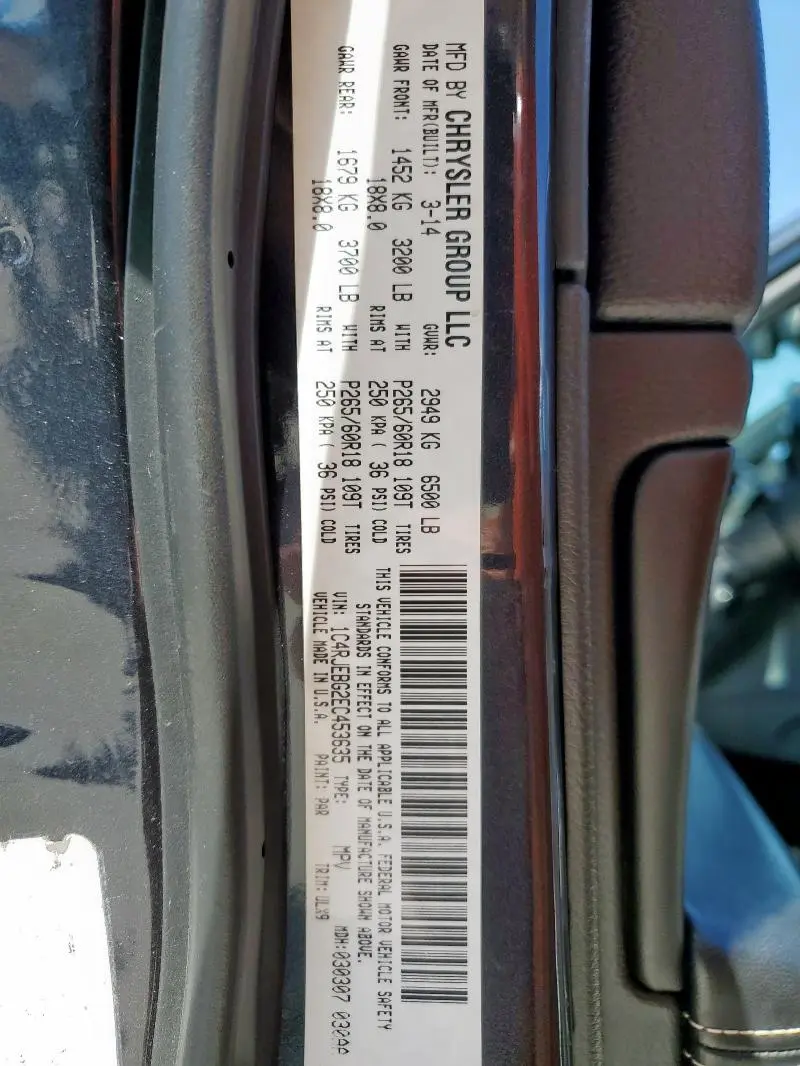 MFD BY CHRYSLER GROUP LLC
DATE OF MFR(BUILT): 3-14 GVWR: 2949 KG 6500 LB
GAWR FRONT: 1452 KG 3200 LB WITH P265/60R18 109T TIRES
18X8.0 RIMS AT 250 KPA ( 36 PSI) COLD
GAWR REAR: 1679 KG 3700 LB WITH P265/60R18 109T TIRES
18X8.0 RIMS AT 250 KPA ( 36 PSI) COLD
THIS VEHICLE CONFORMS TO ALL APPLICABLE U.S.A. FEDERAL MOTOR VEHICLE SAFETY
STANDARDS IN EFFECT ON THE DATE OF MANUFACTURE SHOWN ABOVE.
VIN: 1C4RJEBG2EC453635 TYPE: MPV MDH:030307 030AA
VEHICLE MADE IN U.S.A. PAINT: PAR TRIM: ULX9